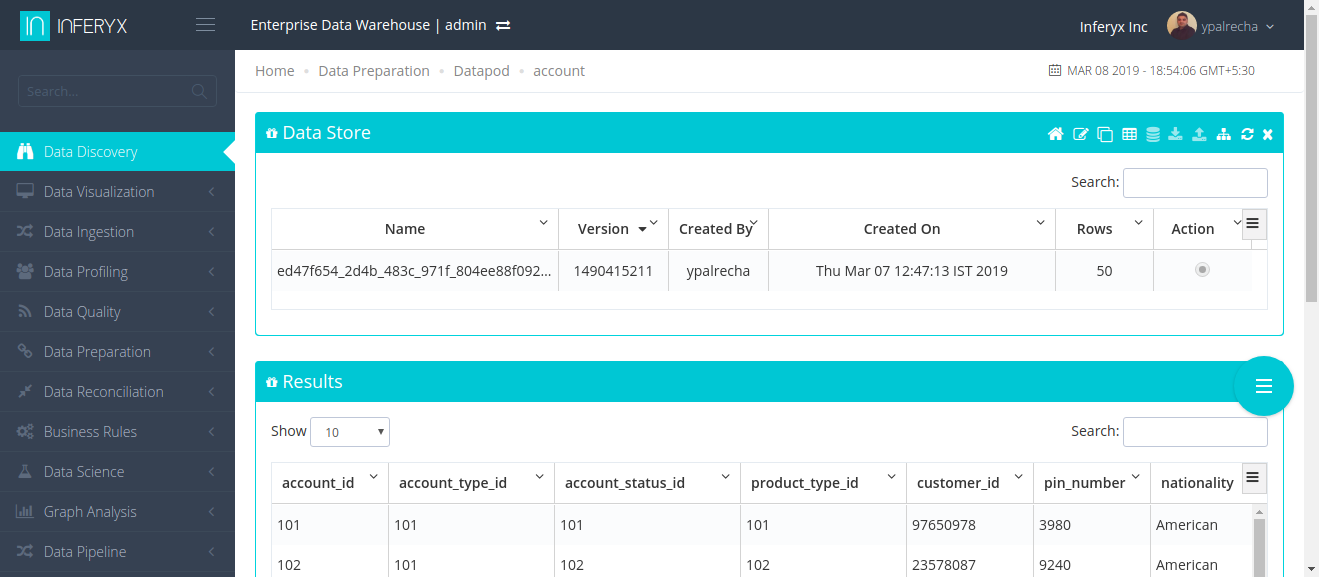 INFERYX
Enterprise Data Warehouse | admin
Inferyx Inc
ypalrecha
Search...
Home • Data Preparation • Datapod • account
MAR 08 2019 - 18:54:06 GMT+5:30
Data Discovery
Data Visualization
Data Ingestion
Data Profiling
Data Quality
Data Preparation
Data Reconciliation
Business Rules
Data Science
Graph Analysis
Data Pipeline
Data Store
Search:
Name Version Created By Created On Rows Action
ed47f654_2d4b_483c_971f_804ee88f092... 1490415211 ypalrecha Thu Mar 07 12:47:13 IST 2019 50
Results
Show 10
Search:
account_id account_type_id account_status_id product_type_id customer_id pin_number nationality
101 101 101 101 97650978 3980 American
102 101 102 102 23578087 9240 American